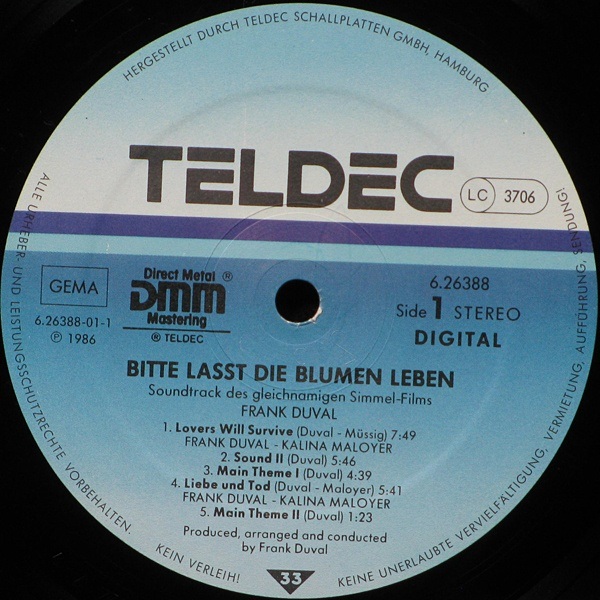 HERGESTELLT DURCH TELDEC SCHALLPLATTEN GMBH, HAMBURG
TELDEC
LC 3706
GEMA
6.26388-01-1
℗ 1986
Direct Metal ®
DMM
Mastering
® TELDEC
6.26388
Side 1 STEREO
DIGITAL
BITTE LASST DIE BLUMEN LEBEN
Soundtrack des gleichnamigen Simmel-Films
FRANK DUVAL
1. Lovers Will Survive (Duval - Müssig) 7:49
FRANK DUVAL - KALINA MALOYER
2. Sound II (Duval) 5:46
3. Main Theme I (Duval) 4:39
4. Liebe und Tod (Duval - Maloyer) 5:41
FRANK DUVAL - KALINA MALOYER
5. Main Theme II (Duval) 1:23
Produced, arranged and conducted
by Frank Duval
33
ALLE URHEBER- UND LEISTUNGSSCHUTZRECHTE VORBEHALTEN.
KEIN VERLEIH!
KEINE UNERLAUBTE VERVIELFÄLTIGUNG, VERMIETUNG, AUFFÜHRUNG, SENDUNG!